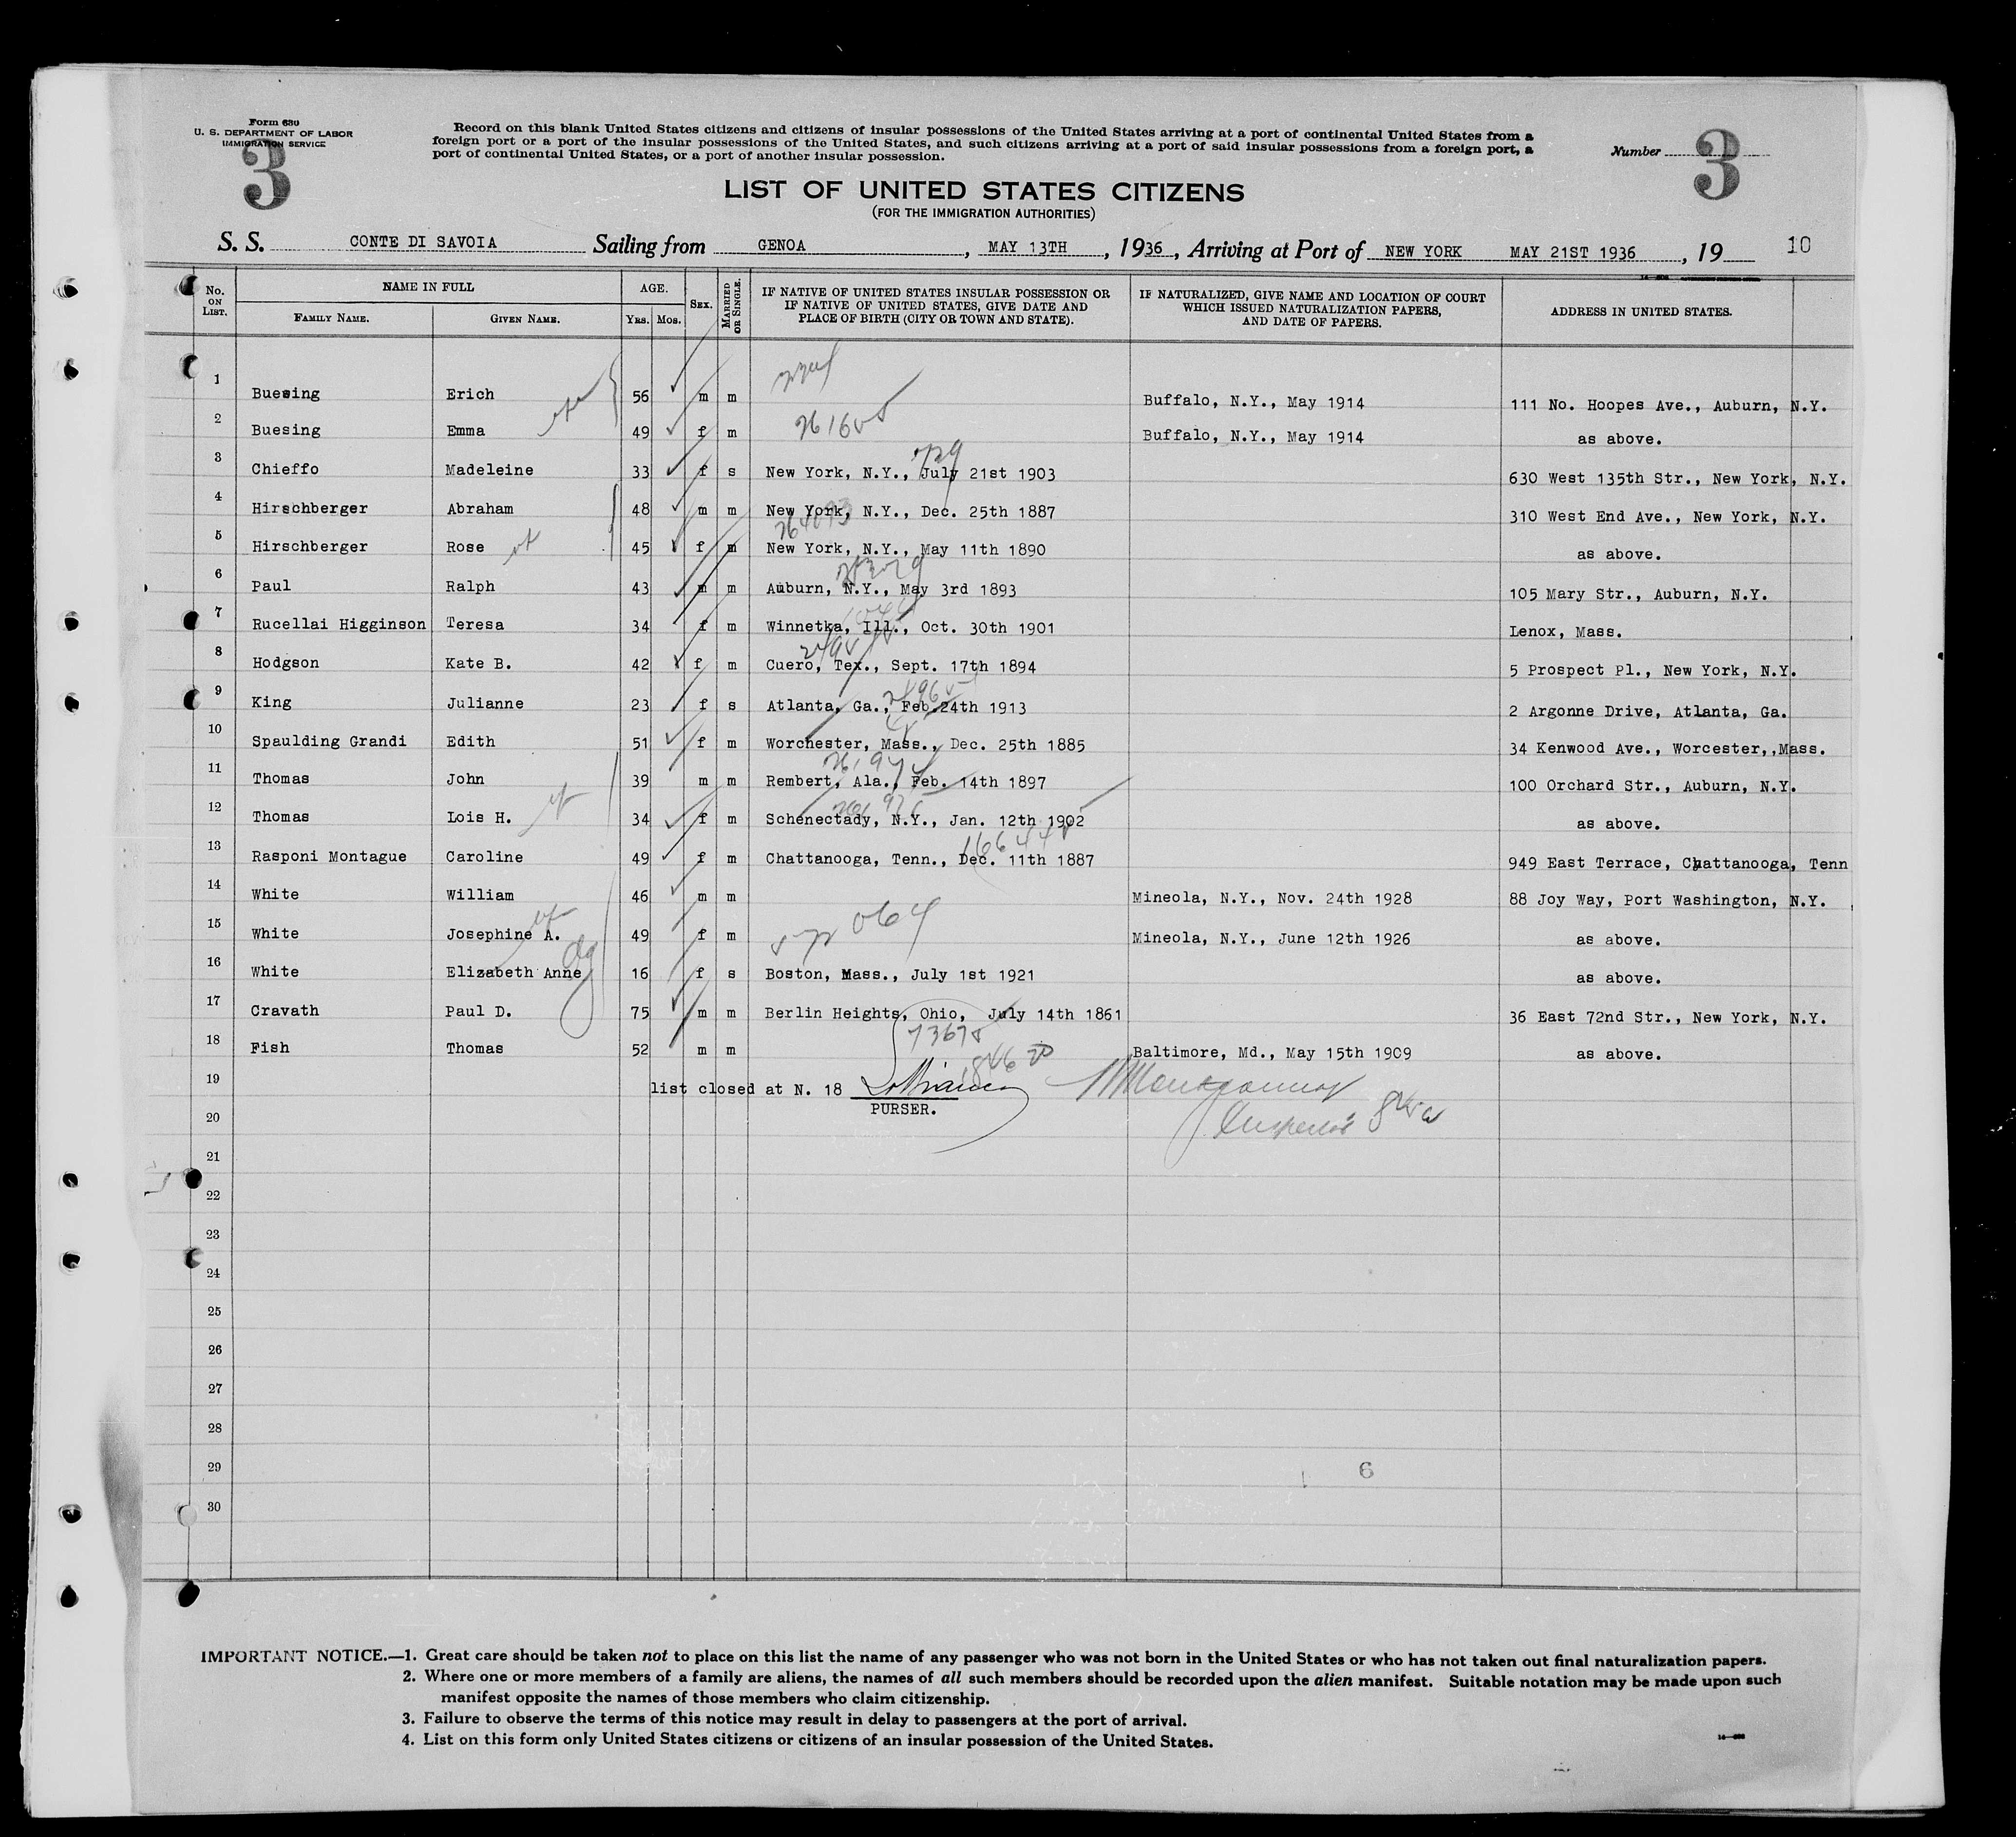 Form 630
U. S. DEPARTMENT OF LABOR
IMMIGRATION SERVICE
3
Record on this blank United States citizens and citizens of insular possessions of the United States arriving at a port of continental United States from a
foreign port or a port of the insular possessions of the United States, and such citizens arriving at a port of said insular possessions from a foreign port, a
port of continental United States, or a port of another insular possession.
Number 3
LIST OF UNITED STATES CITIZENS
(FOR THE IMMIGRATION AUTHORITIES)
S. S. CONTE DI SAVOIA Sailing from GENOA, MAY 13TH, 1936, Arriving at Port of NEW YORK MAY 21ST 1936, 19 10
No. ON LIST. NAME IN FULL FAMILY NAME. GIVEN NAME. AGE. YRS. MOS. SEX. MARRIED OR SINGLE. IF NATIVE OF UNITED STATES INSULAR POSSESSION OR IF NATIVE OF UNITED STATES, GIVE DATE AND PLACE OF BIRTH (CITY OR TOWN AND STATE). IF NATURALIZED, GIVE NAME AND LOCATION OF COURT WHICH ISSUED NATURALIZATION PAPERS, AND DATE OF PAPERS. ADDRESS IN UNITED STATES.
1 Buesing Erich 56 m m Buffalo, N.Y., May 1914 111 No. Hoopes Ave., Auburn, N.Y.
2 Buesing Emma 49 f m Buffalo, N.Y., May 1914 as above.
3 Chieffo Madeleine 33 f s New York, N.Y., July 21st 1903 630 West 135th Str., New York, N.Y.
4 Hirschberger Abraham 48 m m New York, N.Y., Dec. 25th 1887 310 West End Ave., New York, N.Y.
5 Hirschberger Rose 45 f m New York, N.Y., May 11th 1890 as above.
6 Paul Ralph 43 m m Auburn, N.Y., May 3rd 1893 105 Mary Str., Auburn, N.Y.
7 Rucellai Higginson Teresa 34 f m Winnetka, Ill., Oct. 30th 1901 Lenox, Mass.
8 Hodgson Kate B. 42 f m Cuero, Tex., Sept. 17th 1894 5 Prospect Pl., New York, N.Y.
9 King Julianne 23 f s Atlanta, Ga., Feb.24th 1913 2 Argonne Drive, Atlanta, Ga.
10 Spaulding Grandi Edith 51 f m Worchester, Mass., Dec. 25th 1885 34 Kenwood Ave., Worcester,,Mass.
11 Thomas John 39 m m Rembert, Ala., Feb. 14th 1897 100 Orchard Str., Auburn, N.Y.
12 Thomas Lois H. 34 f m Schenectady, N.Y., Jan. 12th 1902 as above.
13 Rasponi Montague Caroline 49 f m Chattanooga, Tenn., Dec. 11th 1887 949 East Terrace, Chattanooga, Tenn
14 White William 46 m m Mineola, N.Y., Nov. 24th 1928 88 Joy Way, Port Washington, N.Y.
15 White Josephine A. 49 f m Mineola, N.Y., June 12th 1926 as above.
16 White Elizabeth Anne 16 f s Boston, Mass., July 1st 1921 as above.
17 Cravath Paul D. 75 m m Berlin Heights, Ohio, July 14th 1861 36 East 72nd Str., New York, N.Y.
18 Fish Thomas 52 m m Baltimore, Md., May 15th 1909 as above.
19 list closed at N. 18
PURSER.
20
21
22
23
24
25
26
27
28
29 6
30
IMPORTANT NOTICE.—1. Great care should be taken not to place on this list the name of any passenger who was not born in the United States or who has not taken out final naturalization papers.
2. Where one or more members of a family are aliens, the names of all such members should be recorded upon the alien manifest. Suitable notation may be made upon such
manifest opposite the names of those members who claim citizenship.
3. Failure to observe the terms of this notice may result in delay to passengers at the port of arrival.
4. List on this form only United States citizens or citizens of an insular possession of the United States.